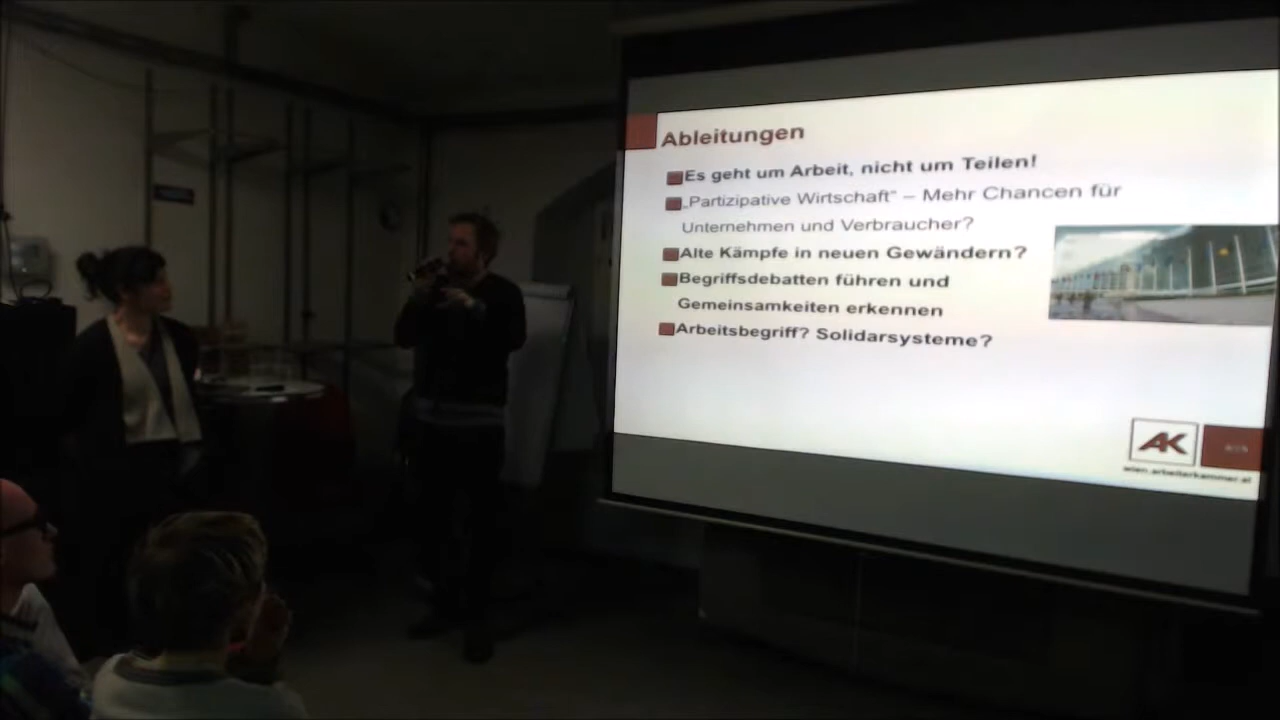 Ableitungen
Es geht um Arbeit, nicht um Teilen!
„Partizipative Wirtschaft“ – Mehr Chancen für
Unternehmen und Verbraucher?
Alte Kämpfe in neuen Gewändern?
Begriffsdebatten führen und
Gemeinsamkeiten erkennen
Arbeitsbegriff? Solidarsysteme?
AK
wien.arbeiterkammer.at